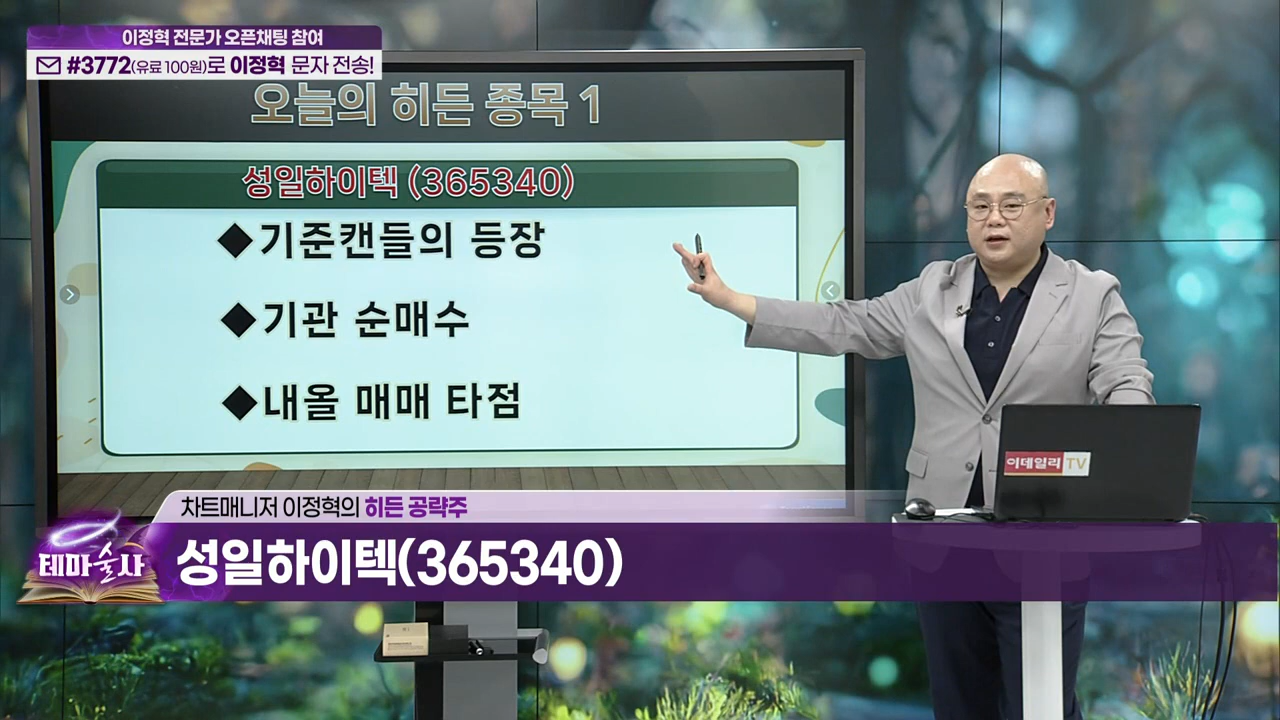 이정혁 전문가 오픈채팅 참여
#3772(유료 100원)로 이정혁 문자 전송!
오늘의 히든 종목 1
성일하이텍 (365340)
◆기준캔들의 등장
◆기관 순매수
◆내올 매매 타점
이데일리 TV
차트매니저 이정혁의 히든 공략주
테마술사
성일하이텍(365340)